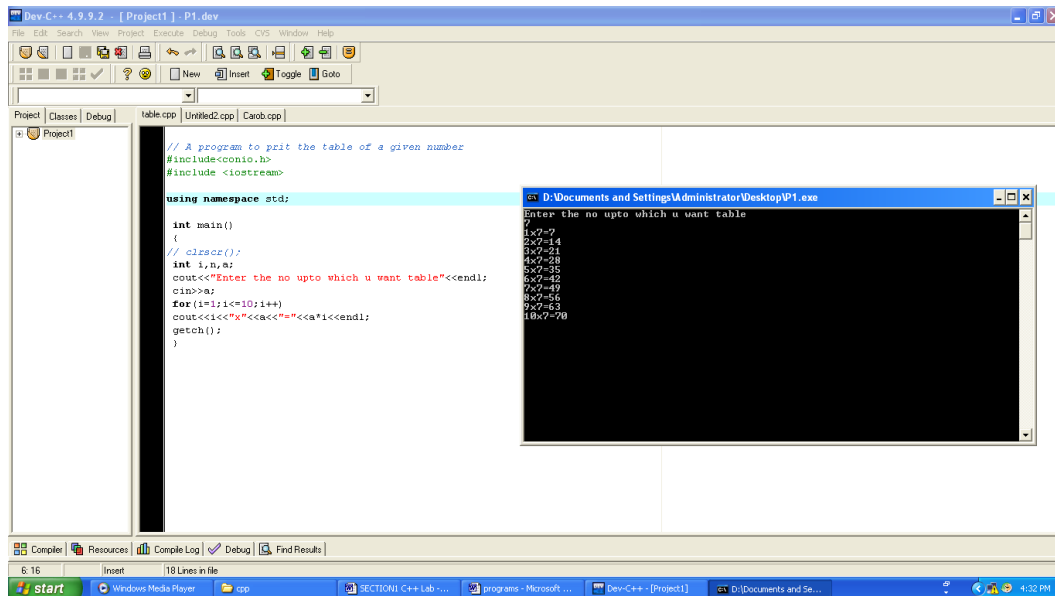 Dev-C++ 4.9.9.2 - [ Project1 ] - P1.dev
File Edit Search View Project Execute Debug Tools CVS Window Help
New Insert Toggle Goto
Project Classes Debug table.cpp Untitled2.cpp Carob.cpp
Project1
// A program to prit the table of a given number
#include<conio.h>
#include <iostream>
using namespace std;
int main()
{
// clrscr();
int i,n,a;
cout<<"Enter the no upto which u want table"<<endl;
cin>>a;
for(i=1;i<=10;i++)
cout<<i<<"x"<<a<<"="<<a*i<<endl;
getch();
}
D:\Documents and Settings\Administrator\Desktop\P1.exe
Enter the no upto which u want table
7
1x7=7
2x7=14
3x7=21
4x7=28
5x7=35
6x7=42
7x7=49
8x7=56
9x7=63
10x7=70
Compiler Resources Compile Log Debug Find Results
6: 16 Insert 18 Lines in file
start Windows Media Player cpp SECTION1 C++ Lab -... programs - Microsoft ... Dev-C++ - [Project1] D:\Documents and Se... 4:32 PM